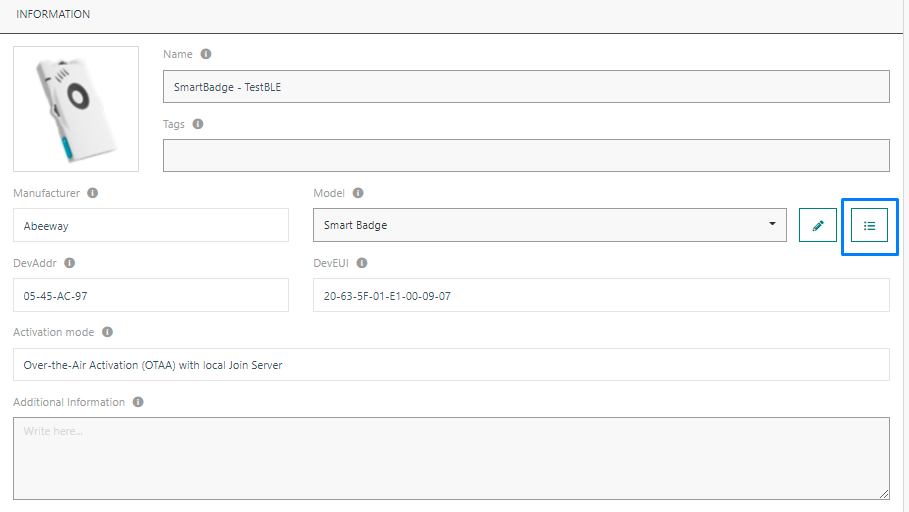 INFORMATION
Name
SmartBadge - TestBLE
Tags
Manufacturer
Model
Abeeway
Smart Badge
DevAddr
DevEUI
05-45-AC-97
20-63-5F-01-E1-00-09-07
Activation mode
Over-the-Air Activation (OTAA) with local Join Server
Additional Information
Write here...